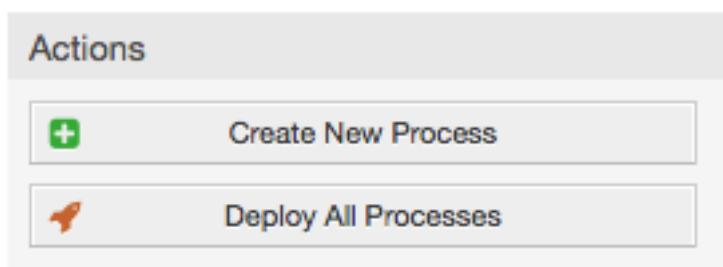 Actions
Create New Process
Deploy All Processes